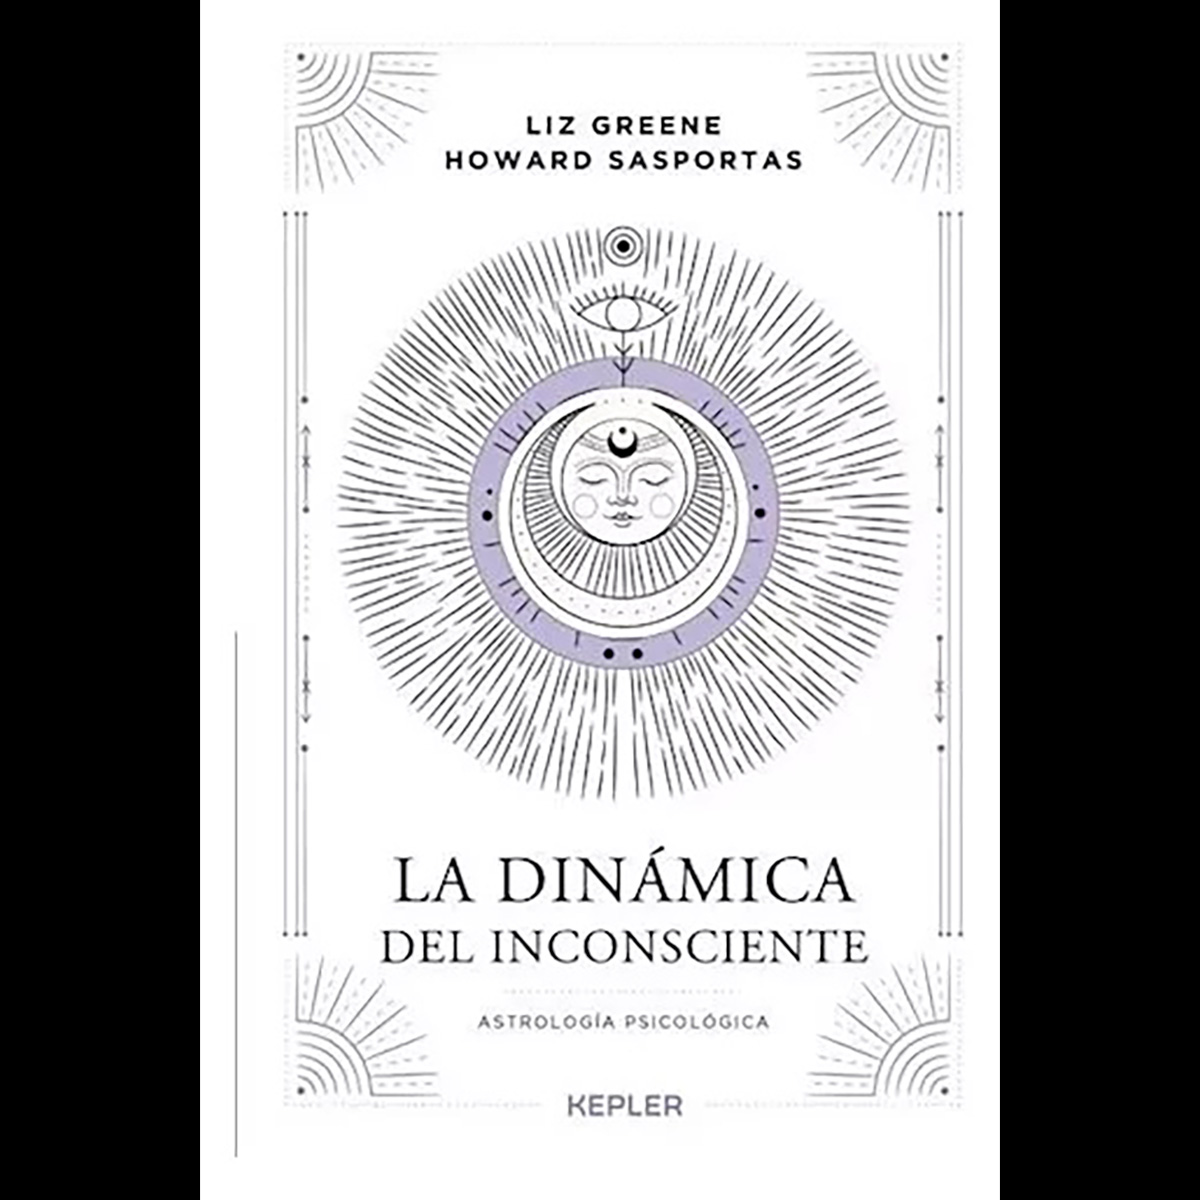 LIZ GREENE
HOWARD SASPORTAS
LA DINÁMICA
DEL INCONSCIENTE
ASTROLOGÍA PSICOLÓGICA
KEPLER